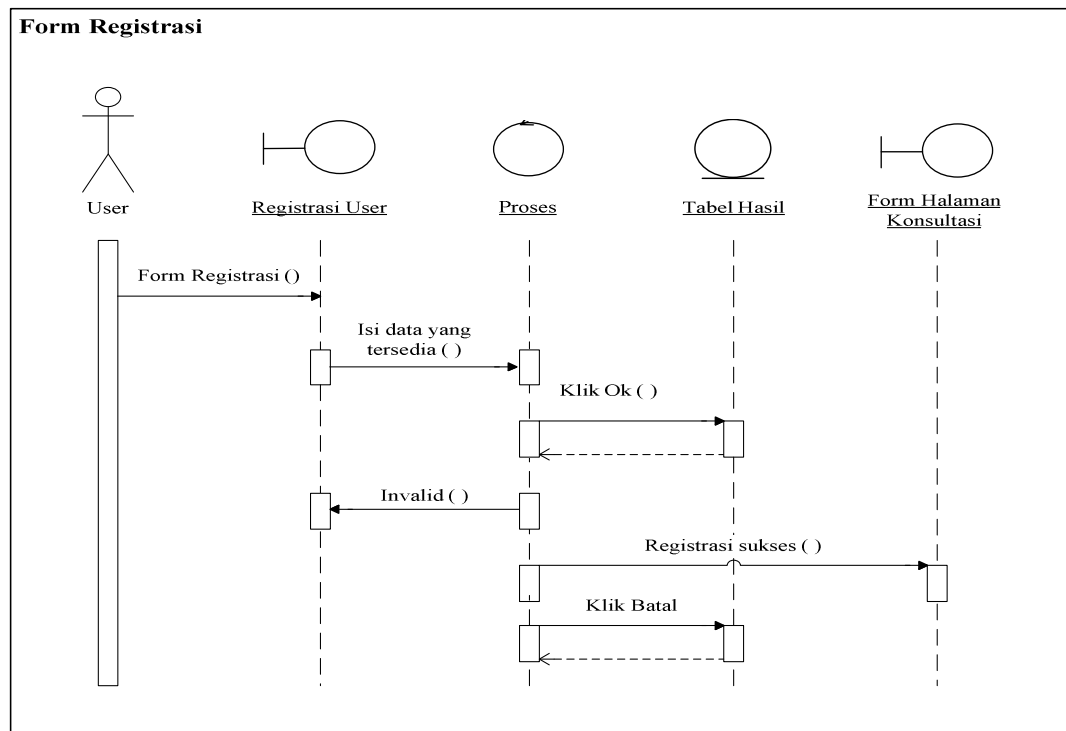 Form Registrasi
User
Registrasi User
Proses
Tabel Hasil
Form Halaman
Konsultasi
Form Registrasi ()
Isi data yang
tersedia ( )
Klik Ok ( )
Invalid ( )
Registrasi sukses ( )
Klik Batal